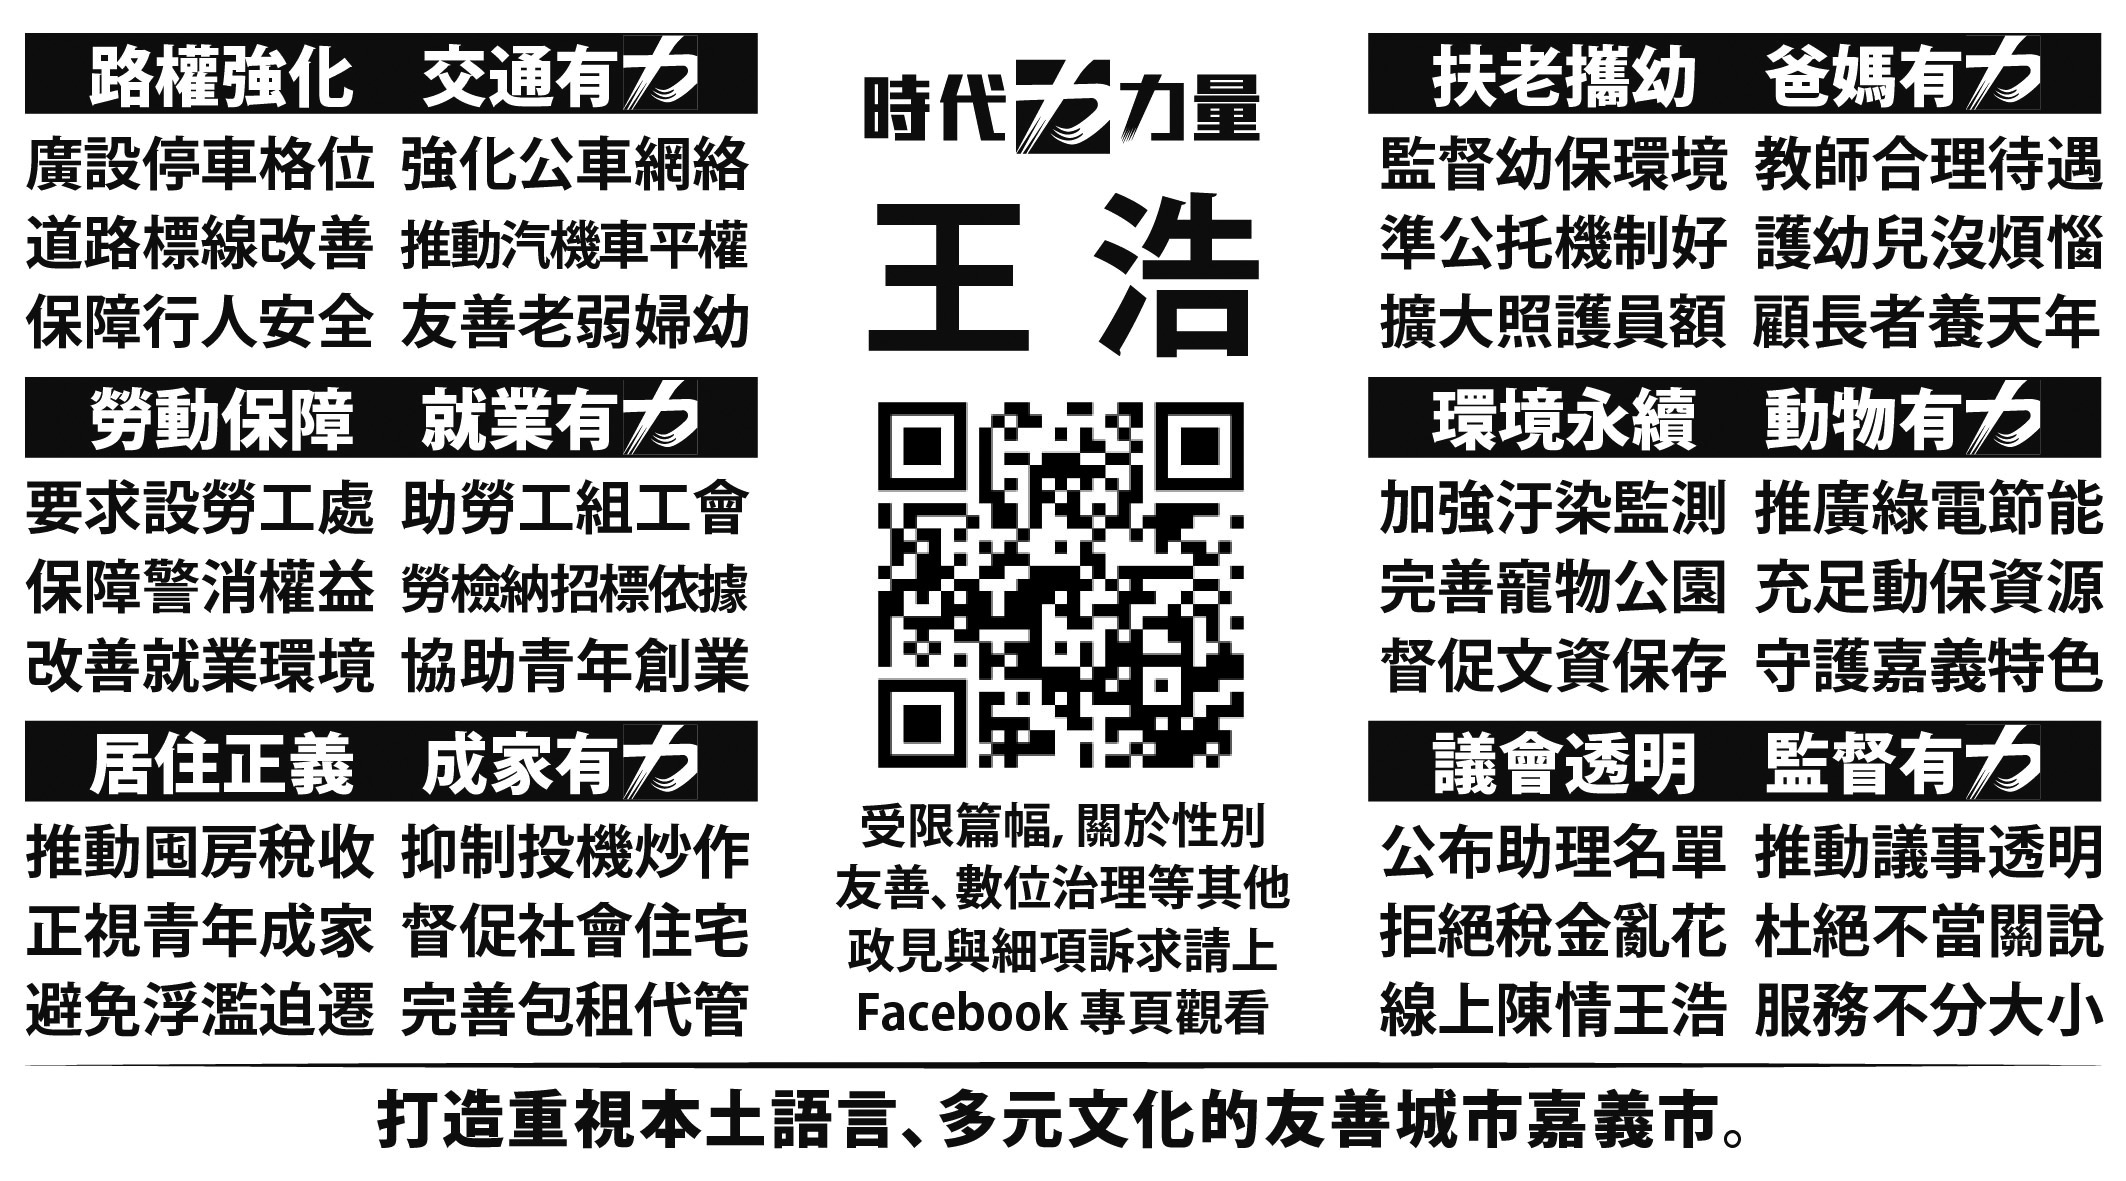 路權強化 交通有力
廣設停車格位 強化公車網絡
道路標線改善 推動汽機車平權
保障行人安全 友善老弱婦幼
勞動保障 就業有力
要求設勞工處 助勞工組工會
保障警消權益 勞檢納招標依據
改善就業環境 協助青年創業
居住正義 成家有力
推動囤房稅收 抑制投機炒作
正視青年成家 督促社會住宅
避免浮濫迫遷 完善包租代管
時代力力量
王浩
受限篇幅, 關於性別
友善、數位治理等其他
政見與細項訴求請上
Facebook 專頁觀看
扶老攜幼 爸媽有力
監督幼保環境 教師合理待遇
準公托機制好 護幼兒沒煩惱
擴大照護員額 顧長者養天年
環境永續 動物有力
加強汙染監測 推廣綠電節能
完善寵物公園 充足動保資源
督促文資保存 守護嘉義特色
議會透明 監督有力
公布助理名單 推動議事透明
拒絕稅金亂花 杜絕不當關說
線上陳情王浩 服務不分大小
打造重視本土語言、多元文化的友善城市嘉義市。